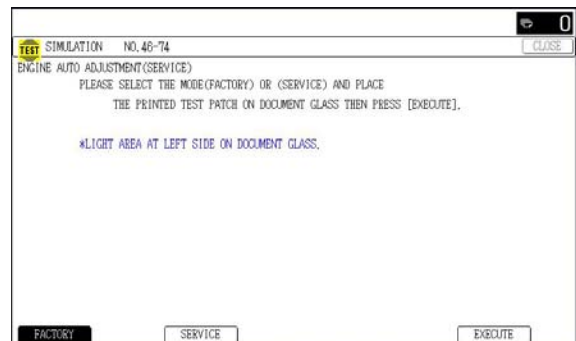 0
TEST SIMULATION NO.46-74 CLOSE
ENGINE AUTO ADJUSTMENT(SERVICE)
PLEASE SELECT THE MODE(FACTORY) OR (SERVICE) AND PLACE
THE PRINTED TEST PATCH ON DOCUMENT GLASS THEN PRESS [EXECUTE].
*LIGHT AREA AT LEFT SIDE ON DOCUMENT GLASS.
FACTORY SERVICE EXECUTE